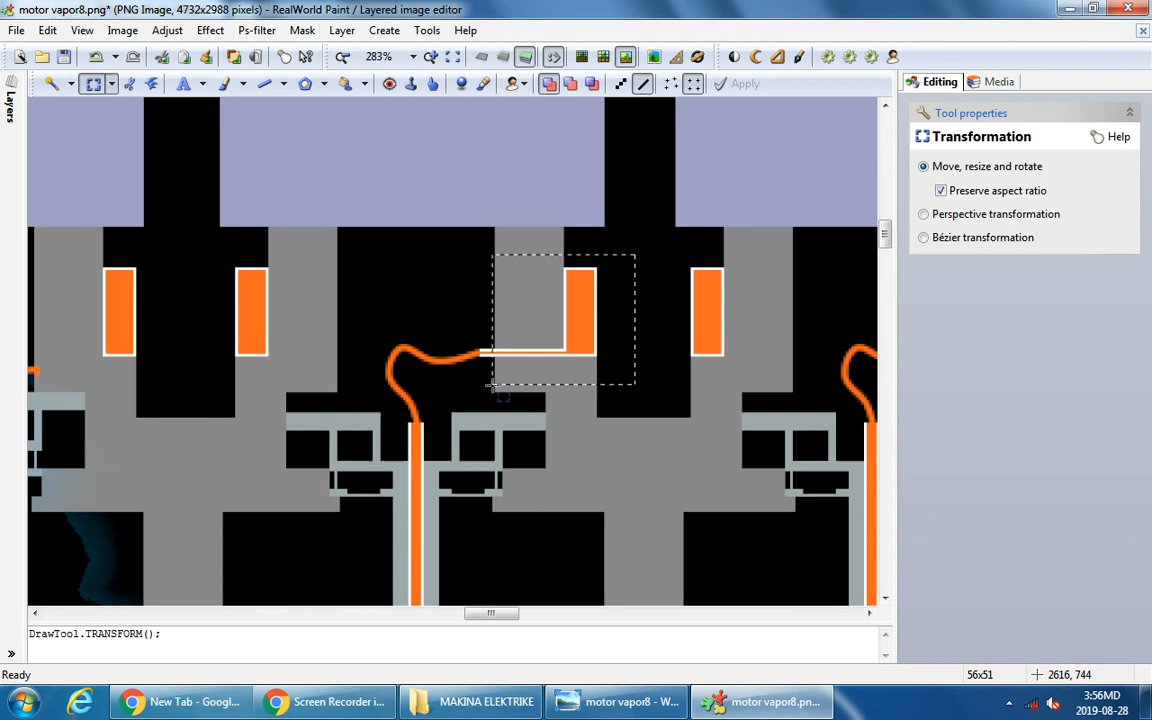 motor vapor8.png* (PNG Image, 4732x2988 pixels) - RealWorld Paint / Layered image editor
File Edit View Image Adjust Effect Ps-filter Mask Layer Create Tools Help
283%
A Apply
Layers
Editing Media
Tool properties
Transformation Help
Move, resize and rotate
Preserve aspect ratio
Perspective transformation
Bézier transformation
DrawTool.TRANSFORM();
Ready 56x51 2616, 744
New Tab - Googl... Screen Recorder i... MAKINA ELEKTRIKE motor vapor8 - W... motor vapor8.pn... 3:56MD
2019-08-28